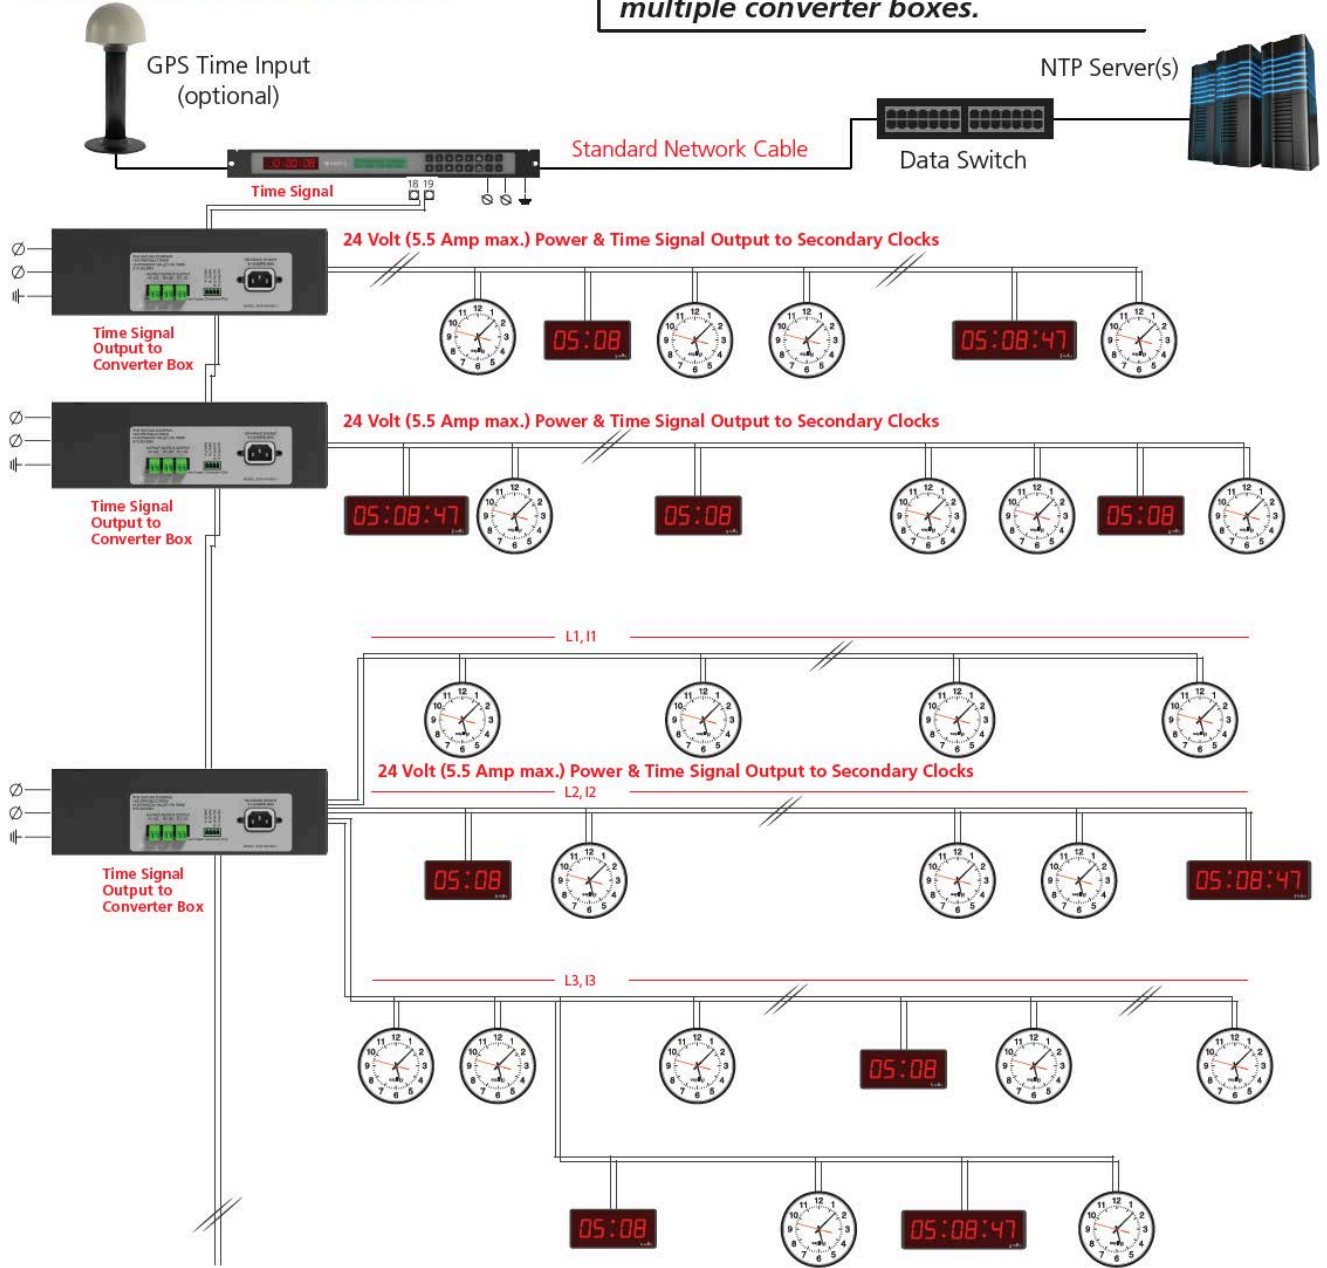 multiple converter boxes.
GPS Time Input
(optional)
NTP Server(s)
10:00:08
Standard Network Cable
Data Switch
Time Signal
18 19
24 Volt (5.5 Amp max.) Power & Time Signal Output to Secondary Clocks
05:08
05:08:47
Time Signal
Output to
Converter Box
24 Volt (5.5 Amp max.) Power & Time Signal Output to Secondary Clocks
05:08:47
05:08
05:08
Time Signal
Output to
Converter Box
L1, I1
24 Volt (5.5 Amp max.) Power & Time Signal Output to Secondary Clocks
L2, I2
05:08
05:08:47
Time Signal
Output to
Converter Box
L3, I3
05:08
05:08
05:08:47